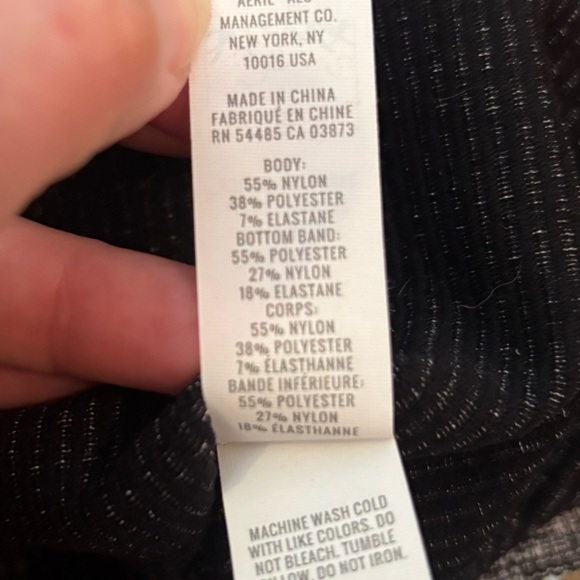 MANAGEMENT CO.
NEW YORK, NY
10016 USA
MADE IN CHINA
FABRIQUÉ EN CHINE
RN 54485 CA 03873
BODY:
55% NYLON
38% POLYESTER
7% ELASTANE
BOTTOM BAND:
55% POLYESTER
27% NYLON
18% ELASTANE
CORPS:
55% NYLON
38% POLYESTER
7% ÉLASTHANNE
BANDE INFÉRIEURE:
55% POLYESTER
27% NYLON
18% ÉLASTHANNE
MACHINE WASH COLD
WITH LIKE COLORS. DO
NOT BLEACH. TUMBLE
LOW. DO NOT IRON.